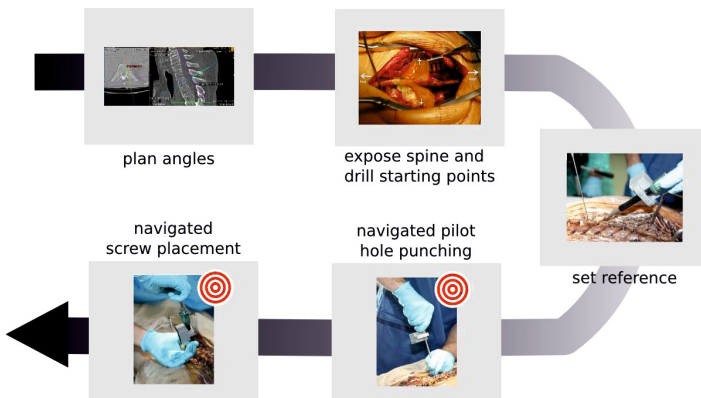 plan angles
expose spine and
drill starting points
set reference
navigated pilot
hole punching
navigated
screw placement